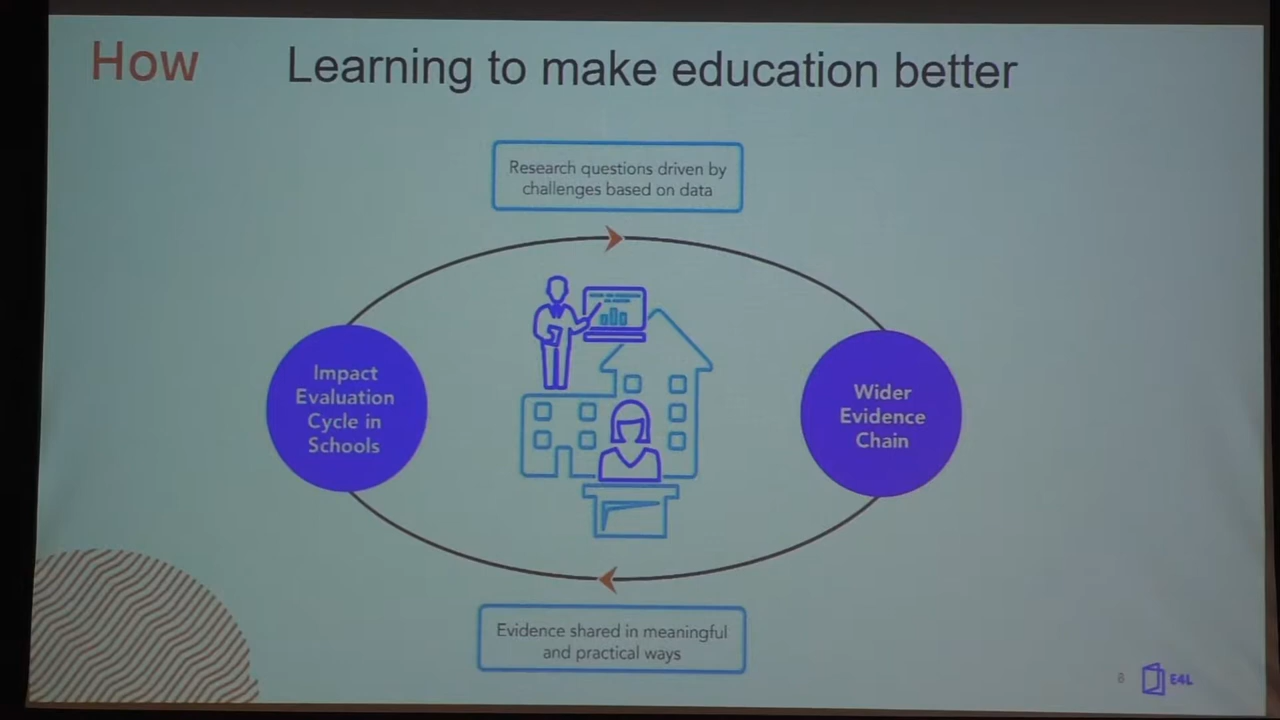 How Learning to make education better
Research questions driven by
challenges based on data
Impact
Evaluation
Cycle in
Schools
Wider
Evidence
Chain
Evidence shared in meaningful
and practical ways
E4L